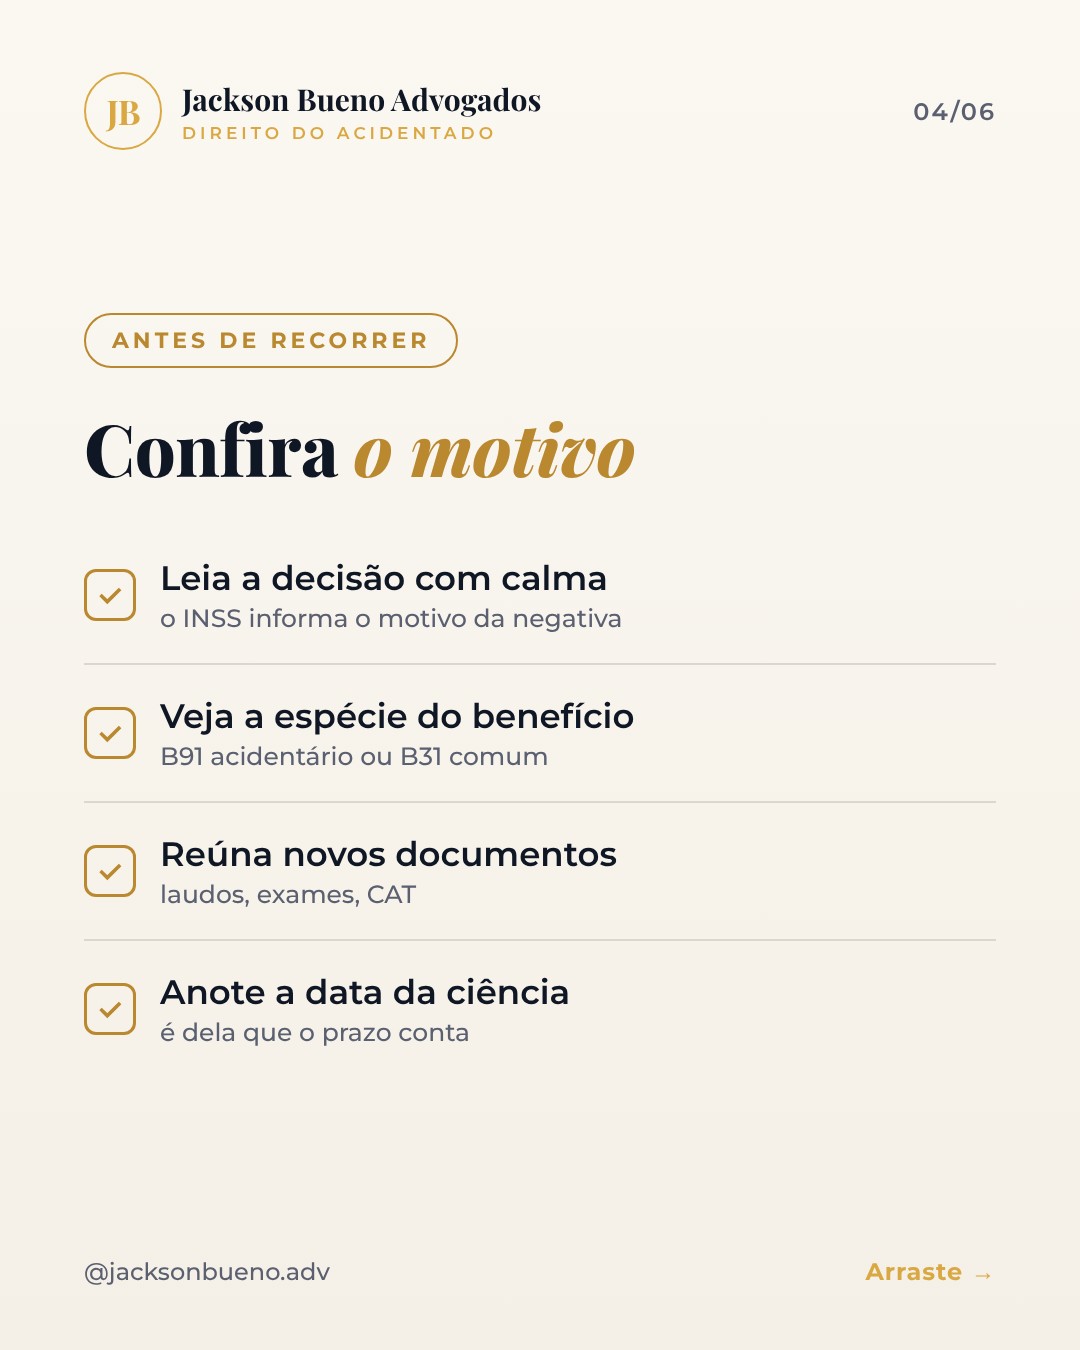 JB
Jackson Bueno Advogados
DIREITO DO ACIDENTADO
04/06
ANTES DE RECORRER
Confira o motivo
Leia a decisão com calma
o INSS informa o motivo da negativa
Veja a espécie do benefício
B91 acidentário ou B31 comum
Reúna novos documentos
laudos, exames, CAT
Anote a data da ciência
é dela que o prazo conta
@jacksonbueno.adv
Arraste →